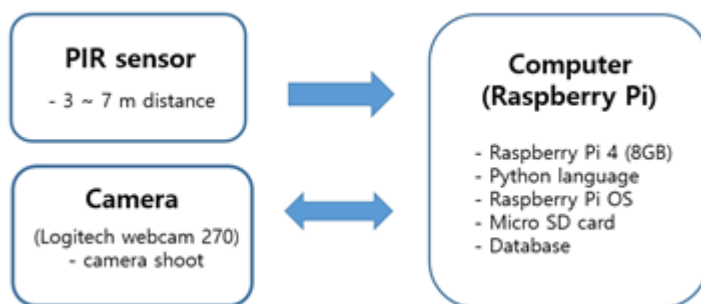 PIR sensor
- 3 ~ 7 m distance
Camera
(Logitech webcam 270)
- camera shoot
Computer
(Raspberry Pi)
- Raspberry Pi 4 (8GB)
- Python language
- Raspberry Pi OS
- Micro SD card
- Database